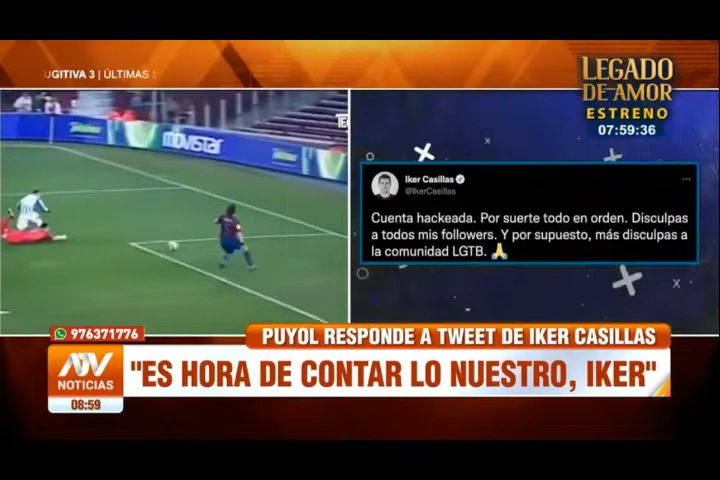 UGITIVA 3 | ÚLTIMAS
LEGADO
DE AMOR
ESTRENO
07:59:36
movistar
Iker Casillas
@IkerCasillas
Cuenta hackeada. Por suerte todo en orden. Disculpas
a todos mis followers. Y por supuesto, más disculpas a
la comunidad LGTB. 🙏
976371776
PUYOL RESPONDE A TWEET DE IKER CASILLAS
NOTICIAS
08:59
"ES HORA DE CONTAR LO NUESTRO, IKER"